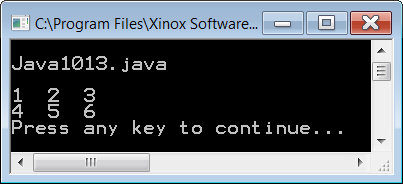 C:\Program Files\Xinox Software...
Java1013.java
1  2  3
4  5  6
Press any key to continue...